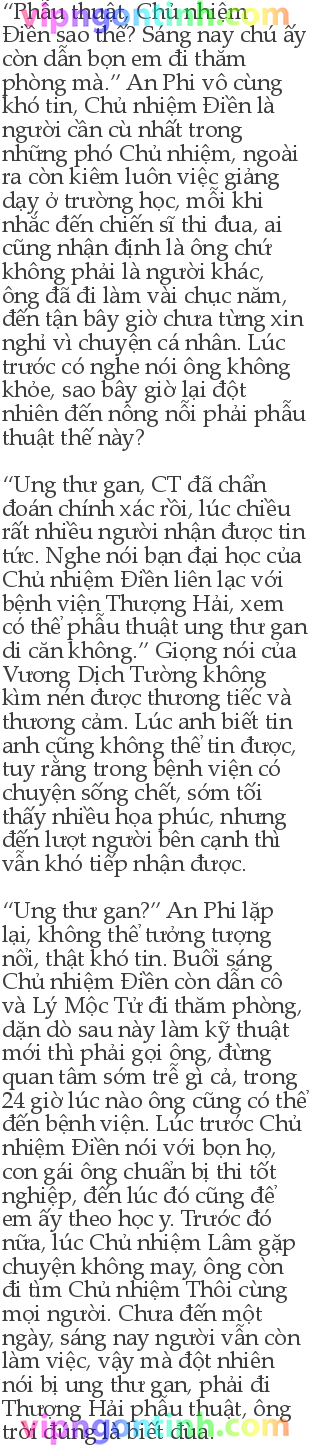 vipngontinh.com
“Phẫu thuật, Chủ nhiệm
Điền sao thế? Sáng nay chú ấy
còn dẫn bọn em đi thăm
phòng mà.” An Phi vô cùng
khó tin, Chủ nhiệm Điền là
người cần cù nhất trong
những phó Chủ nhiệm, ngoài
ra còn kiêm luôn việc giảng
dạy ở trường học, mỗi khi
nhắc đến chiến sĩ thi đua, ai
cũng nhận định là ông chứ
không phải là người khác,
ông đã đi làm vài chục năm,
đến tận bây giờ chưa từng xin
nghỉ vì chuyện cá nhân. Lúc
trước có nghe nói ông không
khỏe, sao bây giờ lại đột
nhiên đến nông nỗi phải phẫu
thuật thế này?
“Ung thư gan, CT đã chẩn
đoán chính xác rồi, lúc chiều
rất nhiều người nhận được tin
tức. Nghe nói bạn đại học của
Chủ nhiệm Điền liên lạc với
bệnh viện Thượng Hải, xem
có thể phẫu thuật ung thư gan
di căn không.” Giọng nói của
Vương Dịch Tường không
kìm nén được thương tiếc và
thương cảm. Lúc anh biết tin
anh cũng không thể tin được,
tuy rằng trong bệnh viện có
chuyện sống chết, sớm tối
thấy nhiều họa phúc, nhưng
đến lượt người bên cạnh thì
vẫn khó tiếp nhận được.
“Ung thư gan?” An Phi lặp
lại, không thể tưởng tượng
nổi, thật khó tin. Buổi sáng
Chủ nhiệm Điền còn dẫn cô
và Lý Mộc Tử đi thăm phòng,
dặn dò sau này làm kỹ thuật
mới thì phải gọi ông, đừng
quan tâm sớm trễ gì cả, trong
24 giờ lúc nào ông cũng có thể
đến bệnh viện. Lúc trước Chủ
nhiệm Điền nói với bọn họ,
con gái ông chuẩn bị thi tốt
nghiệp, đến lúc đó cũng để
em ấy theo học y. Trước đó
nữa, lúc Chủ nhiệm Lâm gặp
chuyện không may, ông còn
đi tìm Chủ nhiệm Thôi cùng
mọi người. Chưa đến một
ngày, sáng nay người vẫn còn
làm việc, vậy mà đột nhiên
nói bị ung thư gan, phải đi
Thượng Hải phẫu thuật, ông
trời đúng là biết đùa.
vipngontinh.com